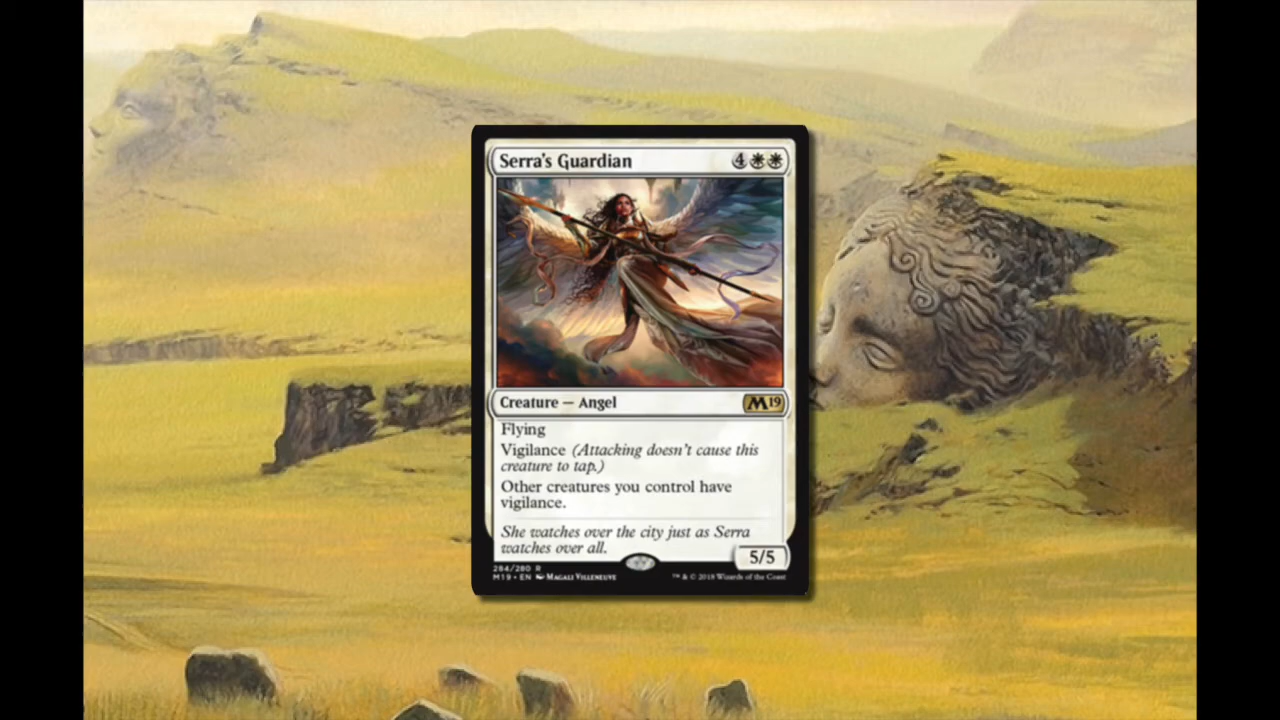 Serra's Guardian 4
Creature — Angel M19
Flying
Vigilance (Attacking doesn't cause this
creature to tap.)
Other creatures you control have
vigilance.
She watches over the city just as Serra
watches over all.
5/5
284/280 R
M19 • EN Magali Villeneuve ™ & © 2018 Wizards of the Coast